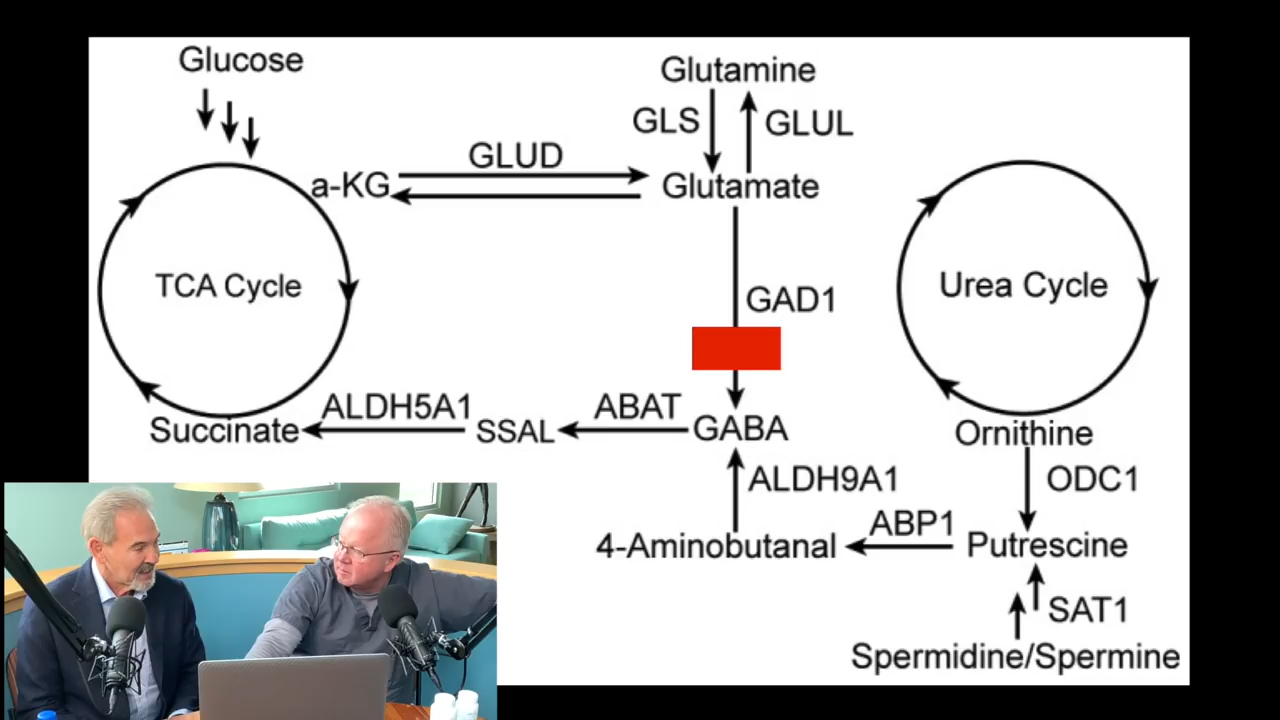 Glucose
Glutamine
GLS
GLUL
GLUD
a-KG
Glutamate
TCA Cycle
Urea Cycle
GAD1
ALDH5A1
ABAT
Succinate
SSAL
GABA
Ornithine
ALDH9A1
ODC1
ABP1
4-Aminobutanal
Putrescine
SAT1
Spermidine/Spermine